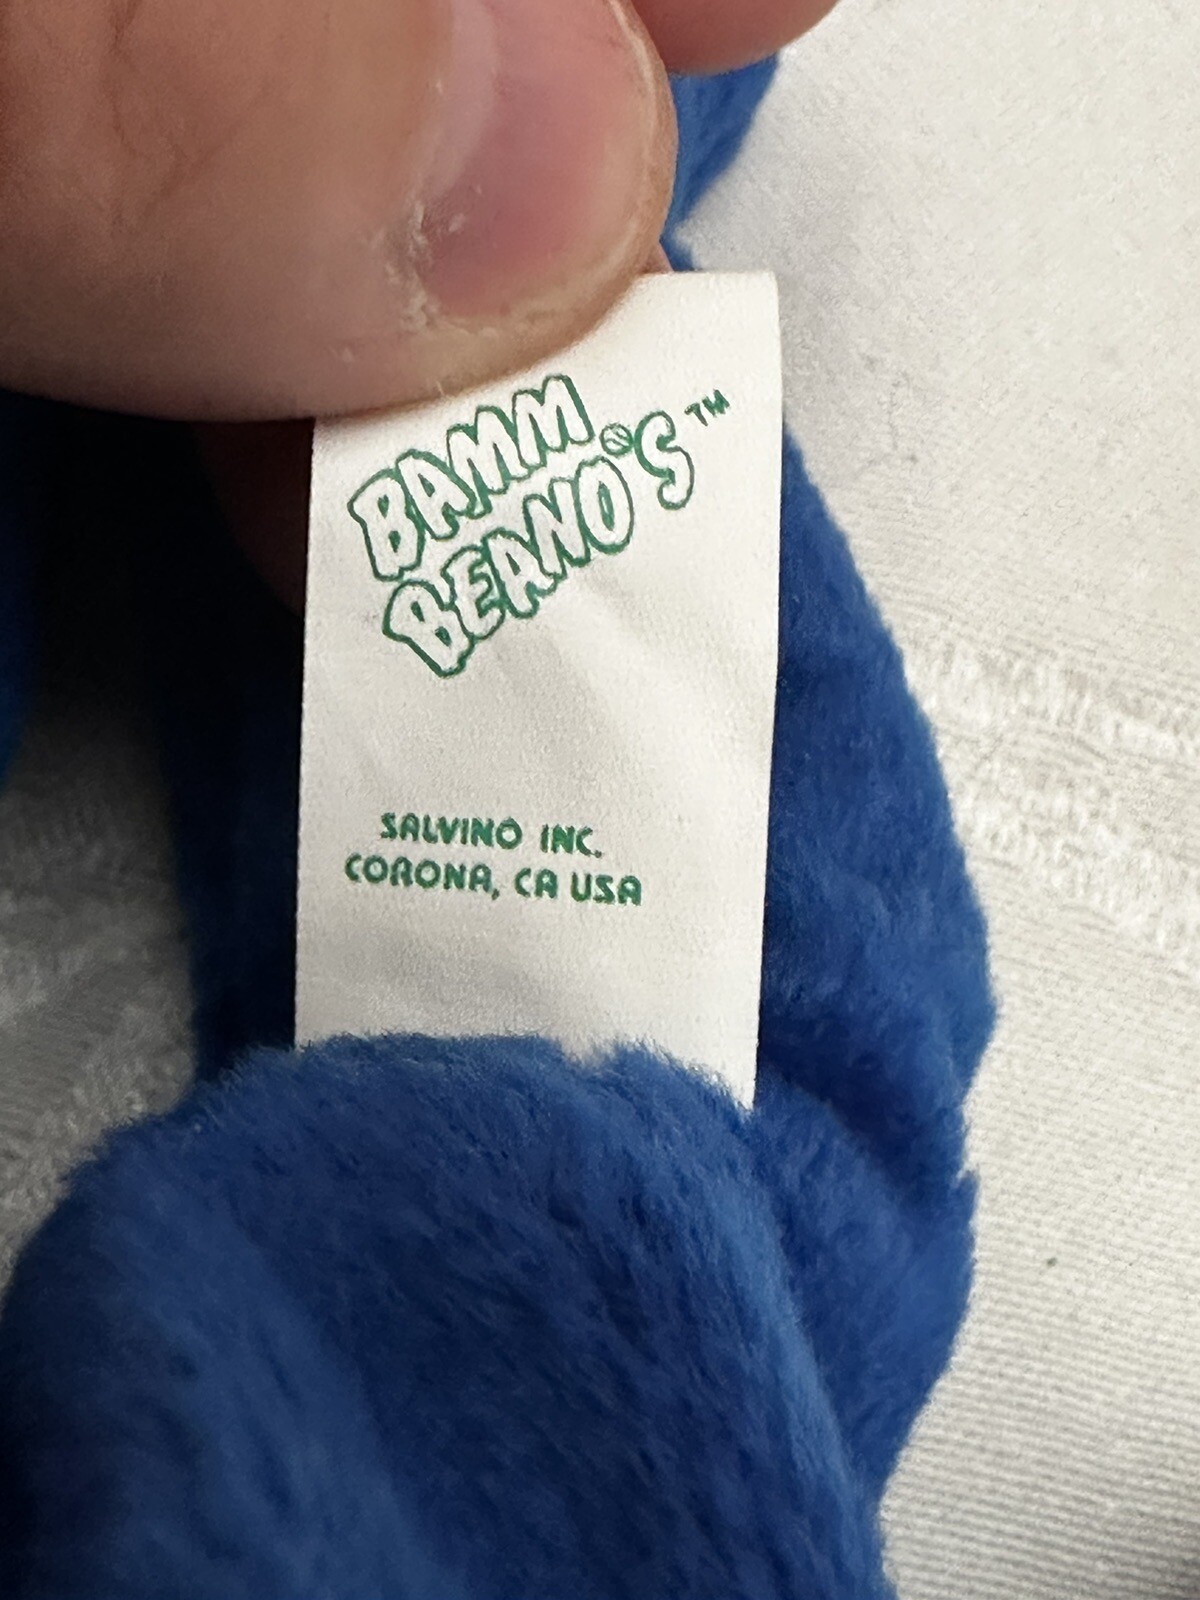 BAMM
BEANO'S™
SALVINO INC.
CORONA, CA USA